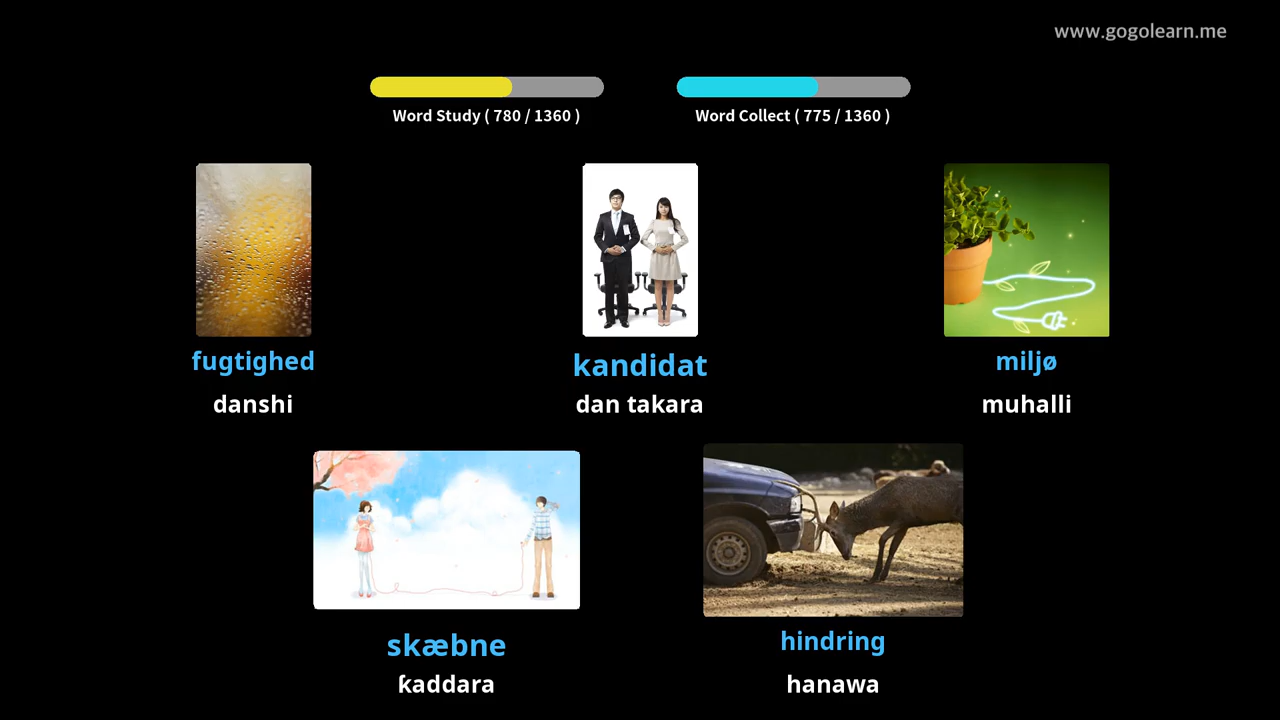 www.gogolearn.me
Word Study ( 780 / 1360 )
Word Collect ( 775 / 1360 )
fugtighed
danshi
kandidat
dan takara
miljø
muhalli
skæbne
ƙaddara
hindring
hanawa